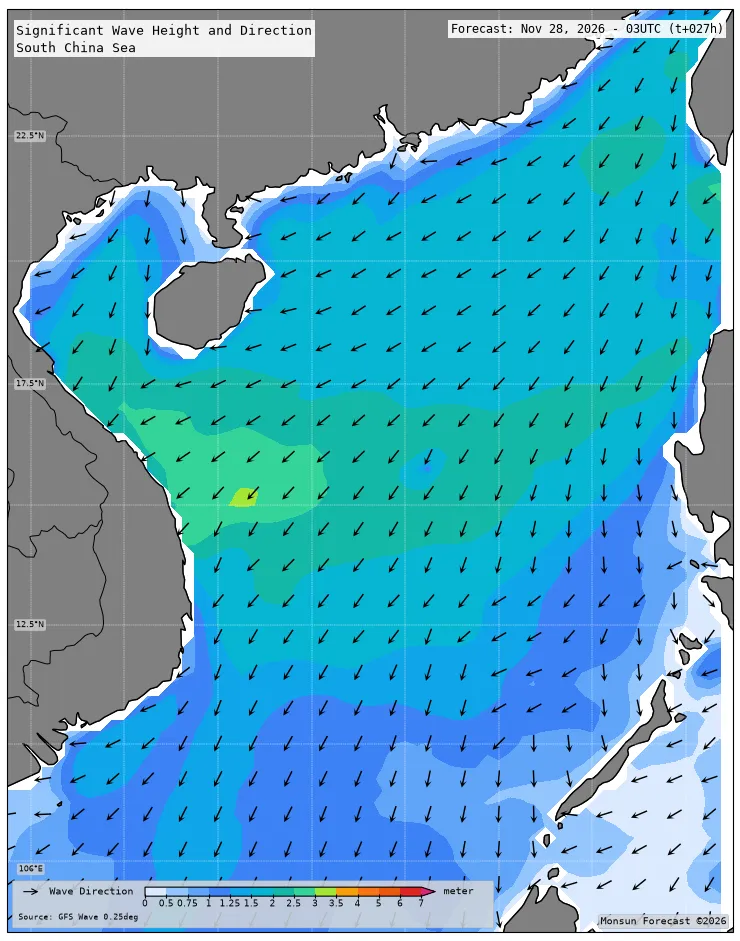 Significant Wave Height and Direction
South China Sea
Forecast: Nov 28, 2026 - 03UTC (t+027h)
22.5°N
17.5°N
12.5°N
106°E
Wave Direction
meter
0 0.5 0.75 1 1.25 1.5 2 2.5 3 3.5 4 5 6 7
Source: GFS Wave 0.25deg
Monsun Forecast ©2026